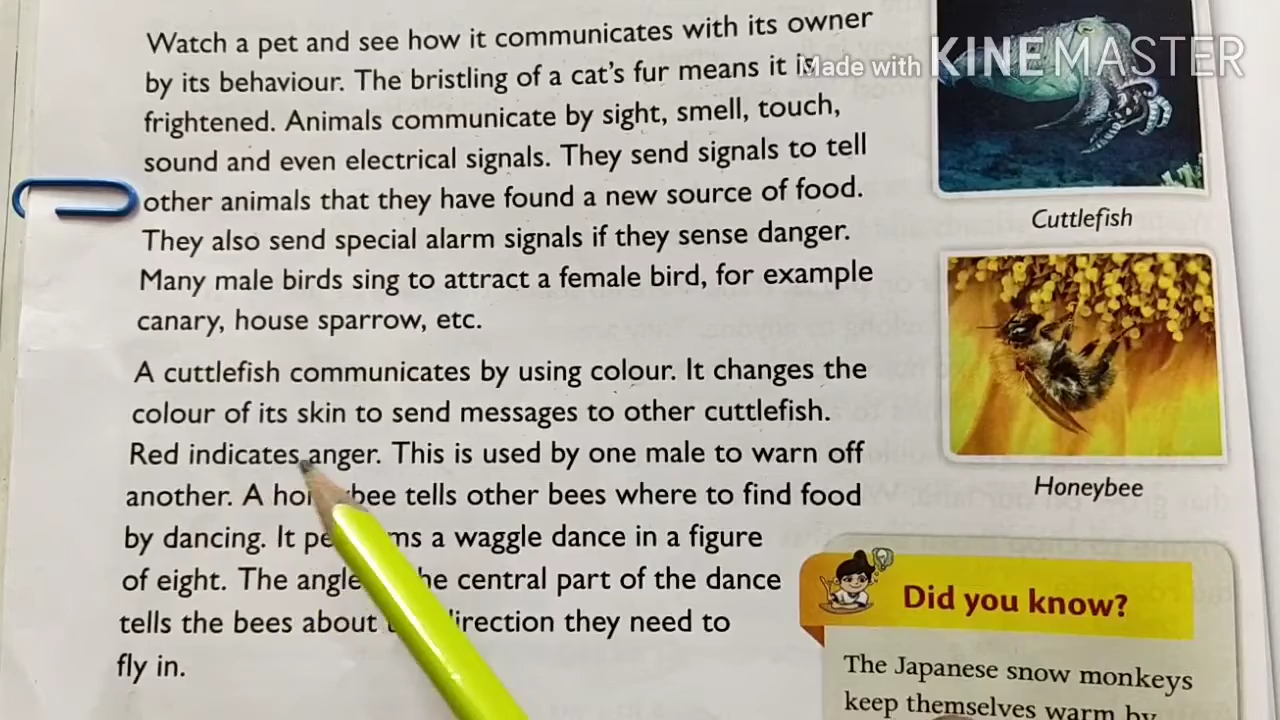 Watch a pet and see how it communicates with its owner
by its behaviour. The bristling of a cat's fur means it is
frightened. Animals communicate by sight, smell, touch,
sound and even electrical signals. They send signals to tell
other animals that they have found a new source of food.
They also send special alarm signals if they sense danger.
Many male birds sing to attract a female bird, for example
canary, house sparrow, etc.
A cuttlefish communicates by using colour. It changes the
colour of its skin to send messages to other cuttlefish.
Red indicates anger. This is used by one male to warn off
another. A honeybee tells other bees where to find food
by dancing. It performs a waggle dance in a figure
of eight. The angle of the central part of the dance
tells the bees about the direction they need to
fly in.
Made with KINEMASTER
Cuttlefish
Honeybee
Did you know?
The Japanese snow monkeys
keep themselves warm by